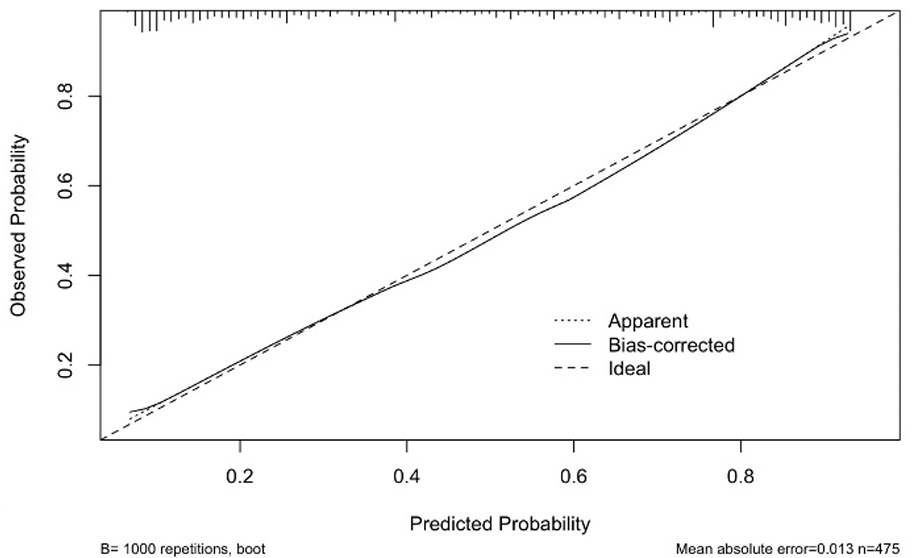 Observed Probability
0.8
0.6
0.4
0.2
Apparent
Bias-corrected
Ideal
0.2 0.4 0.6 0.8
Predicted Probability
B= 1000 repetitions, boot
Mean absolute error=0.013 n=475